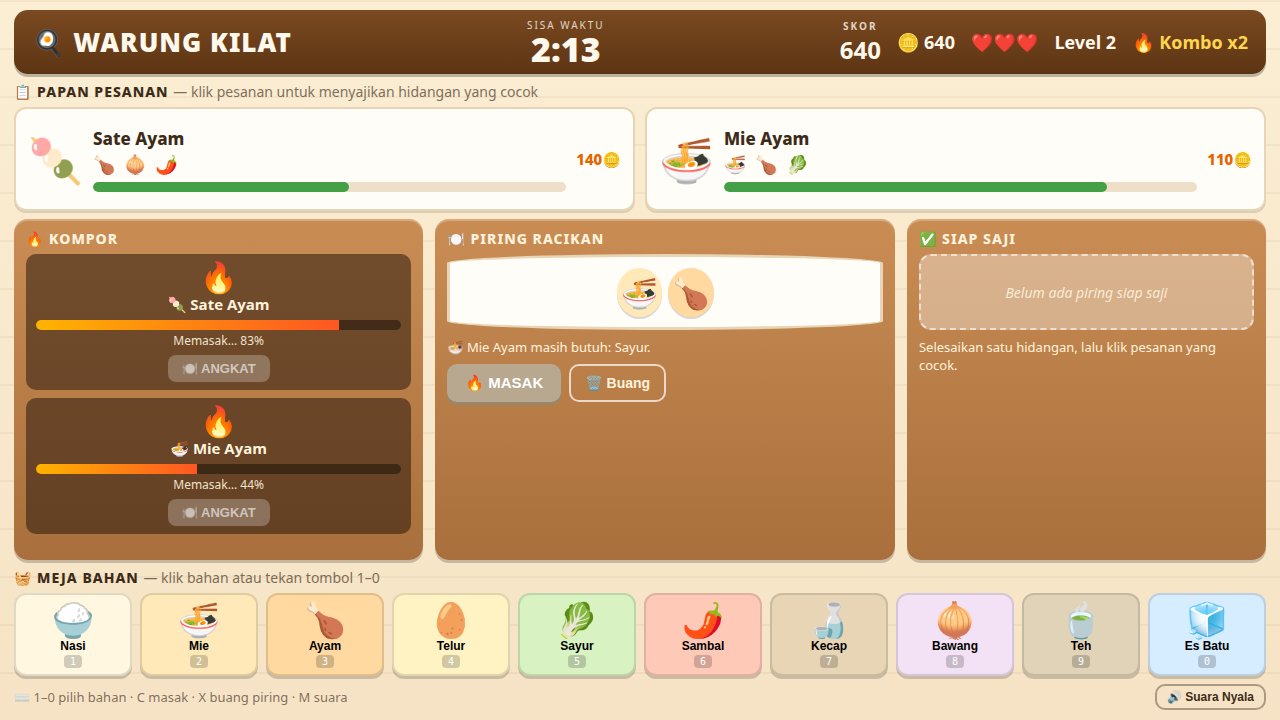 WARUNG KILAT
SISA WAKTU
2:13
SKOR
640
640
Level 2
Kombo x2
PAPAN PESANAN — klik pesanan untuk menyajikan hidangan yang cocok
Sate Ayam
140
Mie Ayam
110
KOMPOR
Sate Ayam
Memasak... 83%
ANGKAT
Mie Ayam
Memasak... 44%
ANGKAT
PIRING RACIKAN
Mie Ayam masih butuh: Sayur.
MASAK
Buang
SIAP SAJI
Belum ada piring siap saji
Selesaikan satu hidangan, lalu klik pesanan yang
cocok.
MEJA BAHAN — klik bahan atau tekan tombol 1–0
Nasi
1
Mie
2
Ayam
3
Telur
4
Sayur
5
Sambal
6
Kecap
7
Bawang
8
Teh
9
Es Batu
0
1–0 pilih bahan · C masak · X buang piring · M suara
Suara Nyala